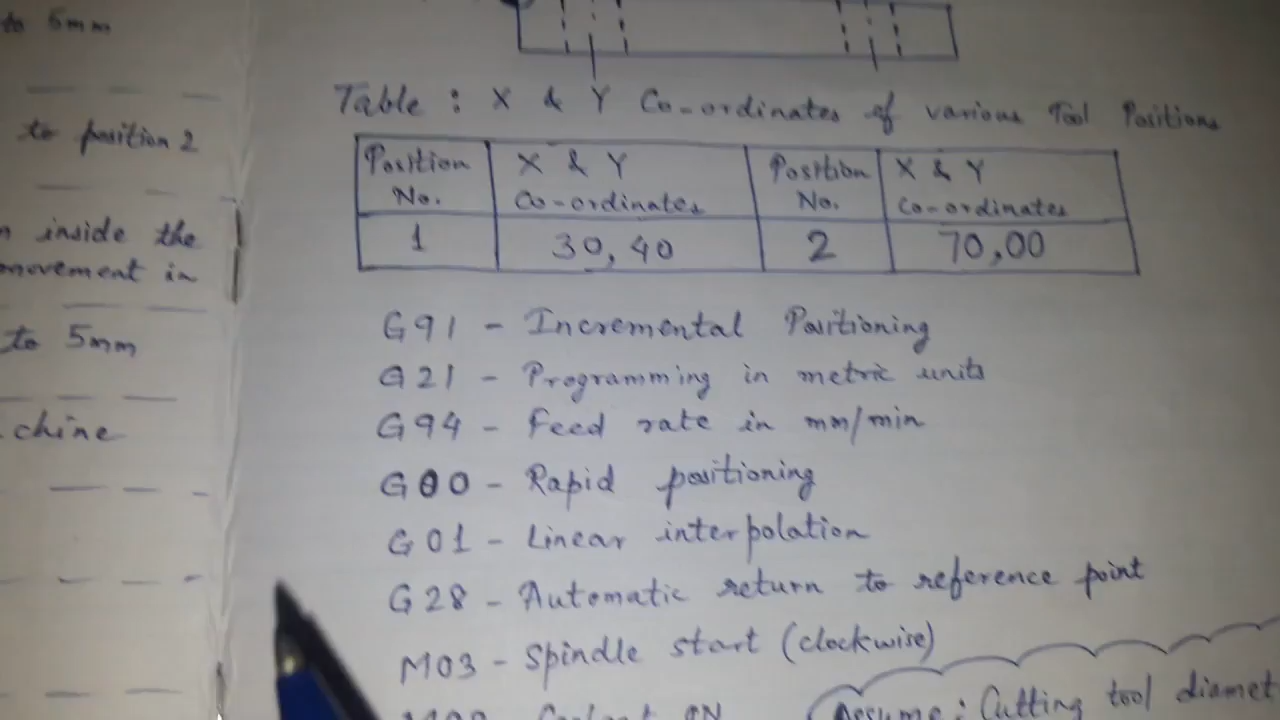 to 5mm
to position 2
inside the
movement in
to 5mm
chine
Table : X & Y Co-ordinates of various Tool Positions
Position No. X & Y Co-ordinates Position No. X & Y Co-ordinates
1 30,40 2 70,00
G91 - Incremental Positioning
G21 - Programming in metric units
G94 - Feed rate in mm/min
G00 - Rapid positioning
G01 - Linear interpolation
G28 - Automatic return to reference point
M03 - Spindle start (clockwise)
Coolant ON
Assume : Cutting tool diamet